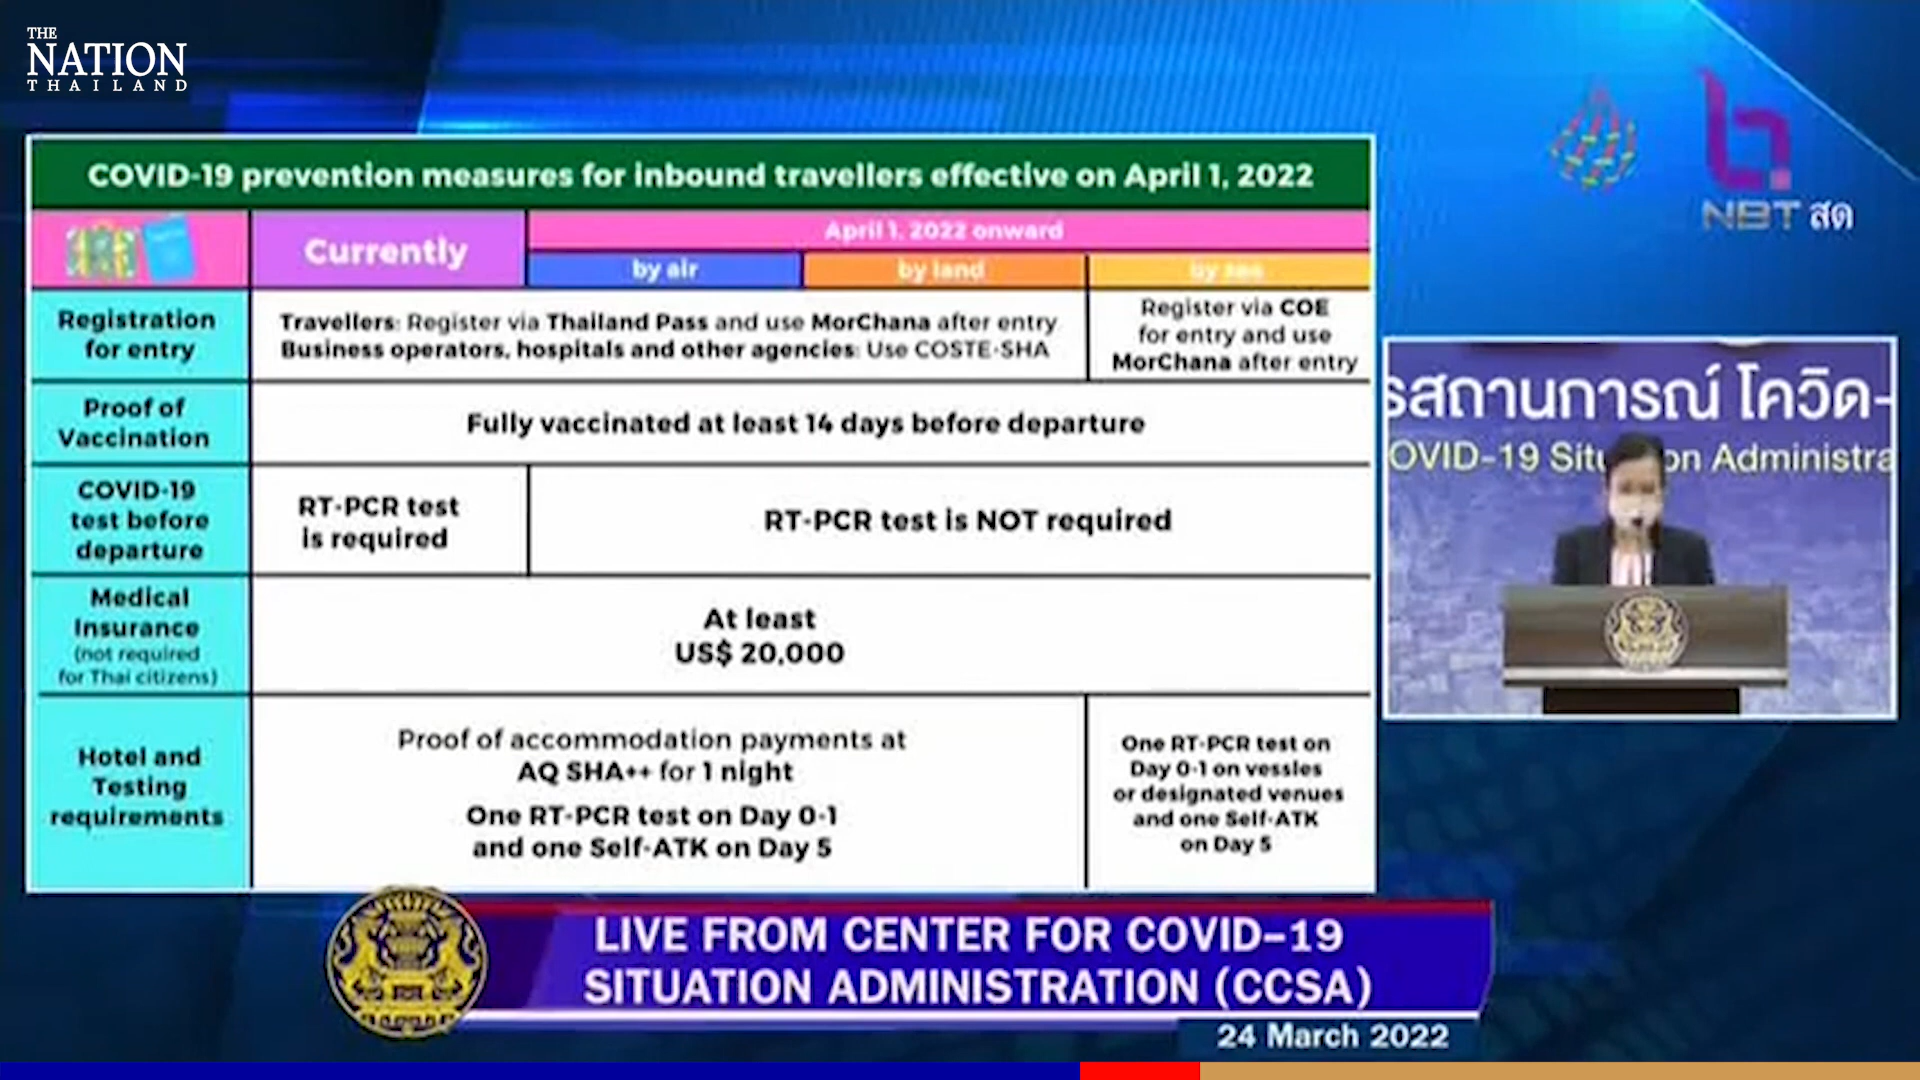 THE
NATION
THAILAND
NBT สด
COVID-19 prevention measures for inbound travellers effective on April 1, 2022
Currently
April 1, 2022 onward
by air
by land
by sea
Registration
for entry
Travellers: Register via Thailand Pass and use MorChana after entry
Business operators, hospitals and other agencies: Use COSTE-SHA
Register via COE
for entry and use
MorChana after entry
Proof of
Vaccination
Fully vaccinated at least 14 days before departure
COVID-19
test before
departure
RT-PCR test
is required
RT-PCR test is NOT required
Medical
Insurance
(not required
for Thai citizens)
At least
US$ 20,000
Hotel and
Testing
requirements
Proof of accommodation payments at
AQ SHA++ for 1 night
One RT-PCR test on Day 0-1
and one Self-ATK on Day 5
One RT-PCR test on
Day 0-1 on vessles
or designated venues
and one Self-ATK
on Day 5
รสถานการณ์ โควิด-
OVID-19 Situ on Administra
LIVE FROM CENTER FOR COVID-19
SITUATION ADMINISTRATION (CCSA)
24 March 2022